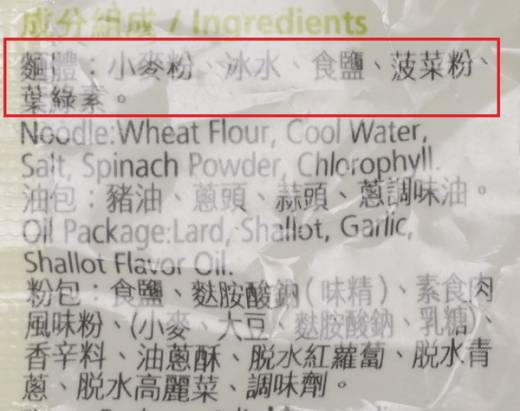 成分組成 / Ingredients
麵體：小麥粉、冰水、食鹽、菠菜粉、
葉綠素。
Noodle:Wheat Flour, Cool Water,
Salt, Spinach Powder, Chlorophyll.
油包：豬油、蔥頭、蒜頭、蔥調味油。
Oil Package:Lard, Shallot, Garlic,
Shallot Flavor Oil.
粉包：食鹽、麩胺酸鈉(味精)、素食肉
風味粉、(小麥、大豆、麩胺酸鈉、乳糖)、
香辛料、油蔥酥、脫水紅蘿蔔、脫水青
蔥、脫水高麗菜、調味劑。